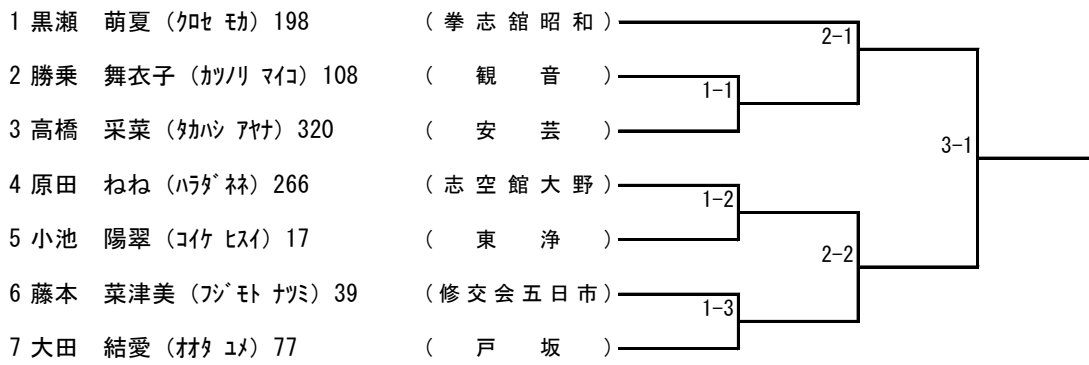 1 黒瀬　萌夏（ｸﾛｾ ﾓｶ）198 （拳志舘昭和）
2-1
2 勝乗　舞衣子（ｶﾂﾉﾘ ﾏｲｺ）108 （観音）
1-1
3 高橋　采菜（ﾀｶﾊｼ ｱﾔﾅ）320 （安芸）
3-1
4 原田　ねね（ﾊﾗﾀﾞ ﾈﾈ）266 （志空館大野）
1-2
5 小池　陽翠（ｺｲｹ ﾋｽｲ）17 （東浄）
2-2
6 藤本　菜津美（ﾌｼﾞﾓﾄ ﾅﾂﾐ）39 （修交会五日市）
1-3
7 大田　結愛（ｵｵﾀ ﾕﾒ）77 （戸坂）